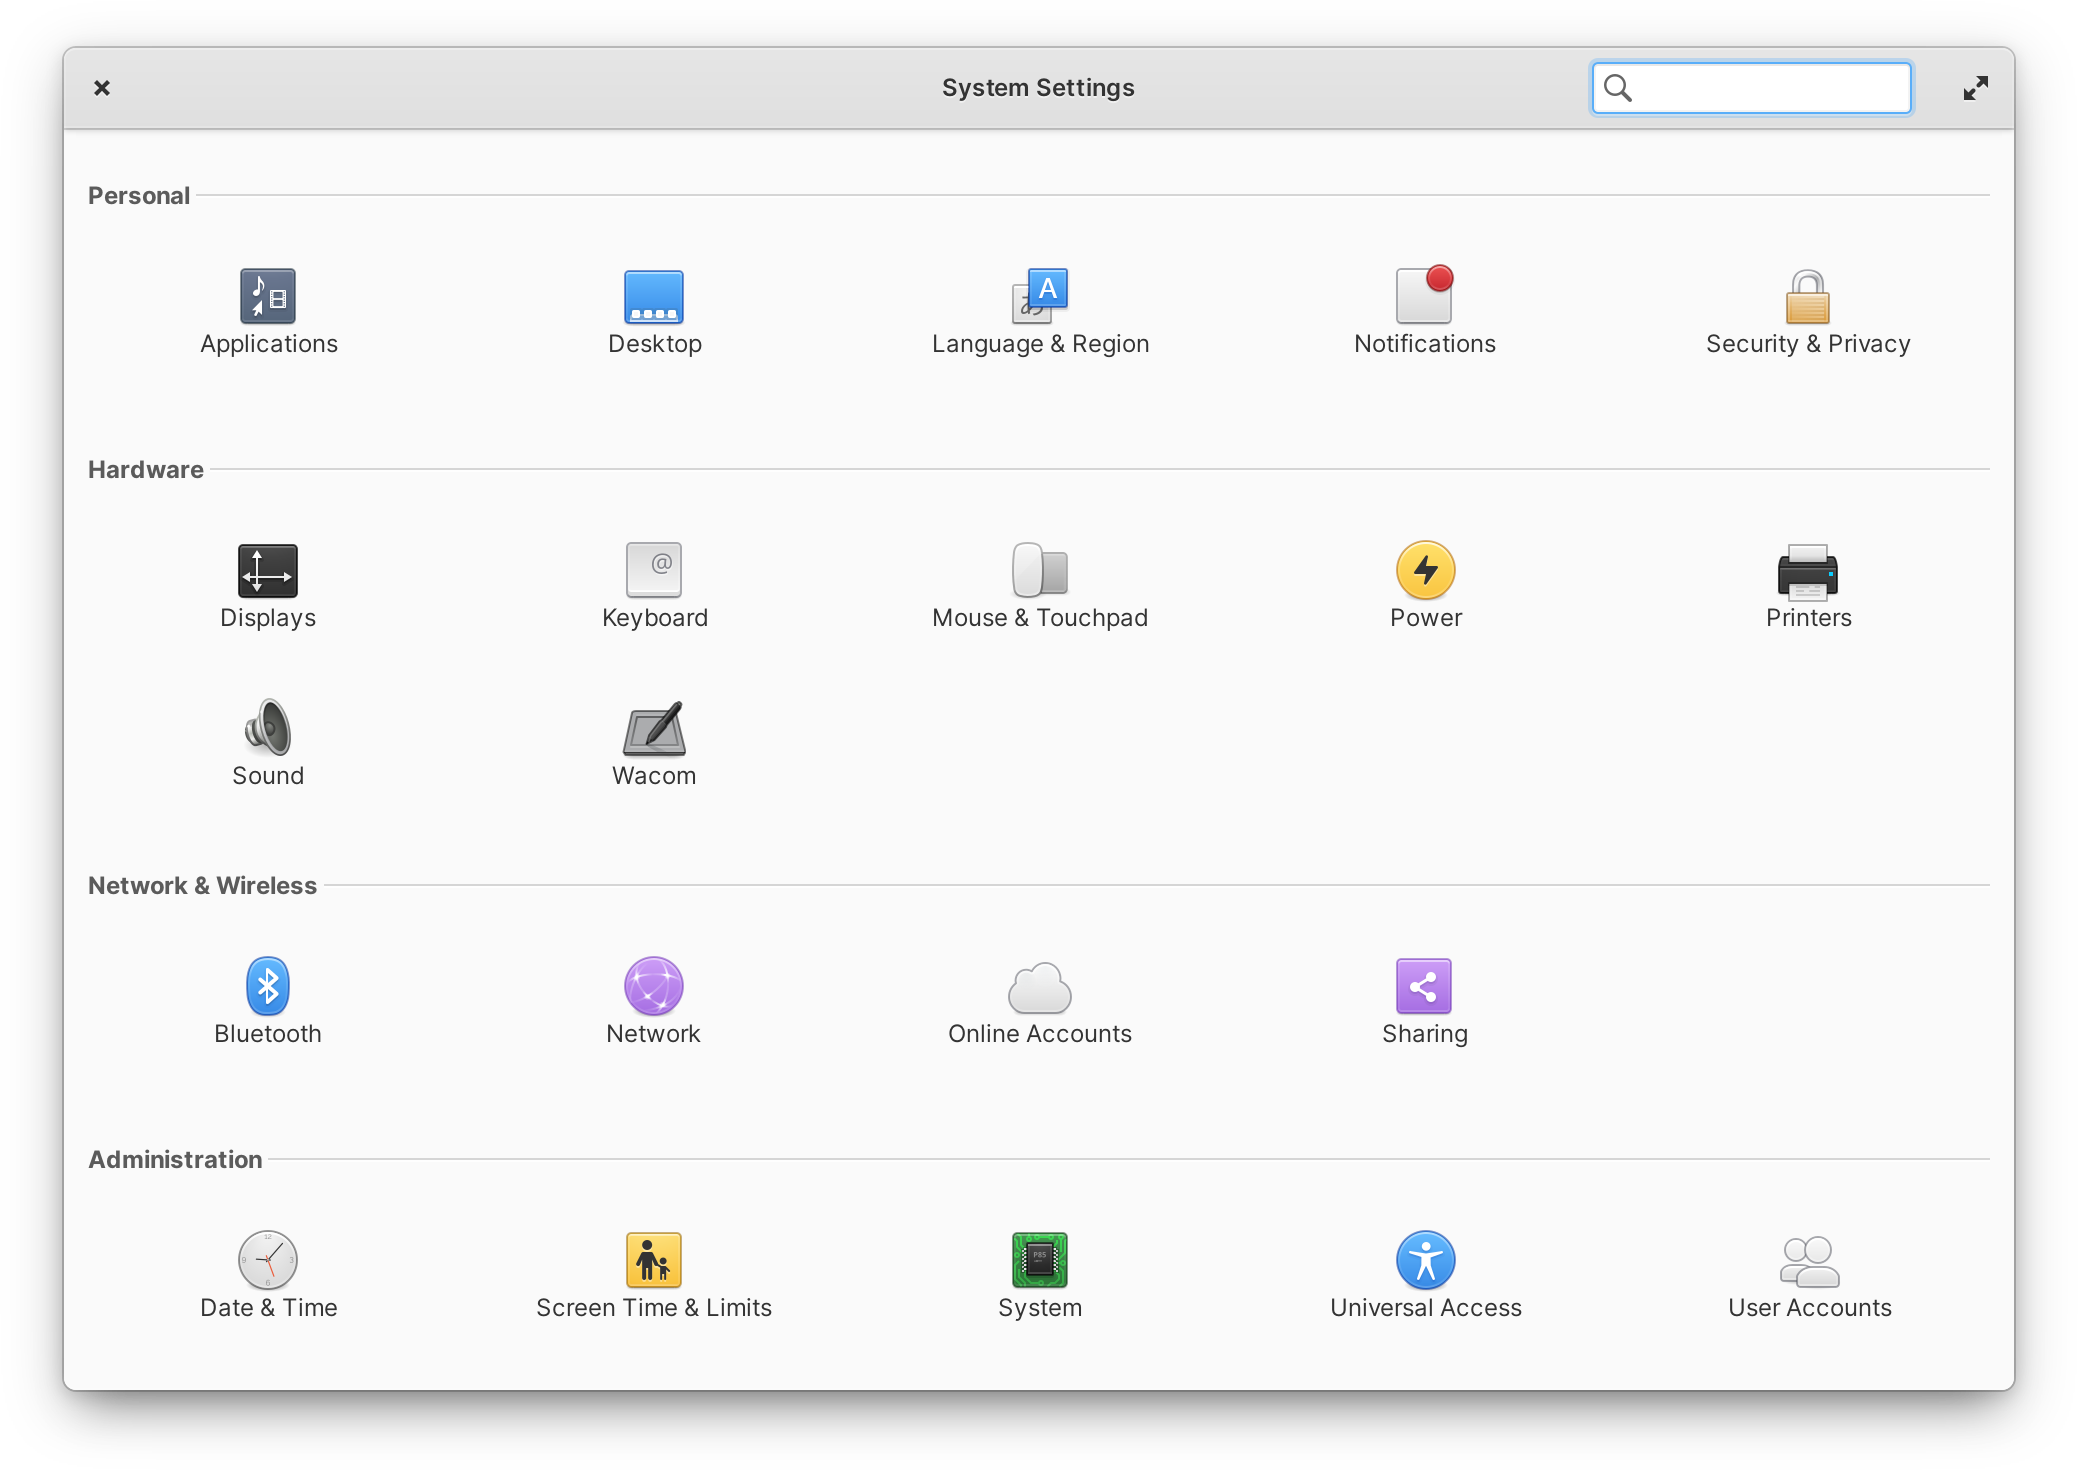 System Settings
Personal
Applications
Desktop
Language & Region
Notifications
Security & Privacy
Hardware
Displays
Keyboard
Mouse & Touchpad
Power
Printers
Sound
Wacom
Network & Wireless
Bluetooth
Network
Online Accounts
Sharing
Administration
Date & Time
Screen Time & Limits
System
Universal Access
User Accounts